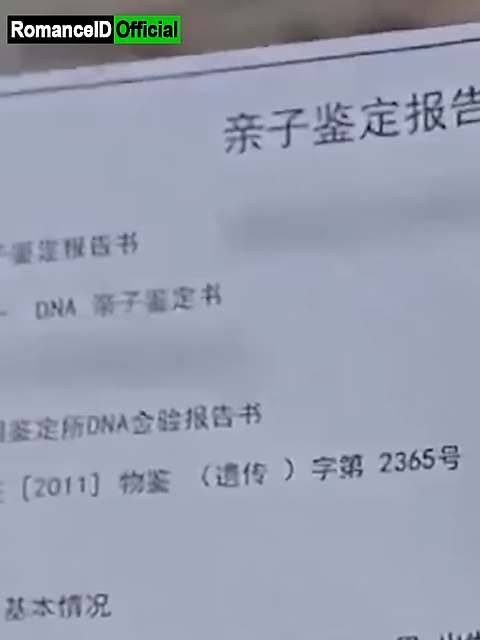 RomanceID Official
亲子鉴定报告
鉴定报告书
DNA 亲子鉴定书
鉴定所DNA佥验报告书
[2011] 物鉴 (遗传 ) 字第 2365号
基本情况